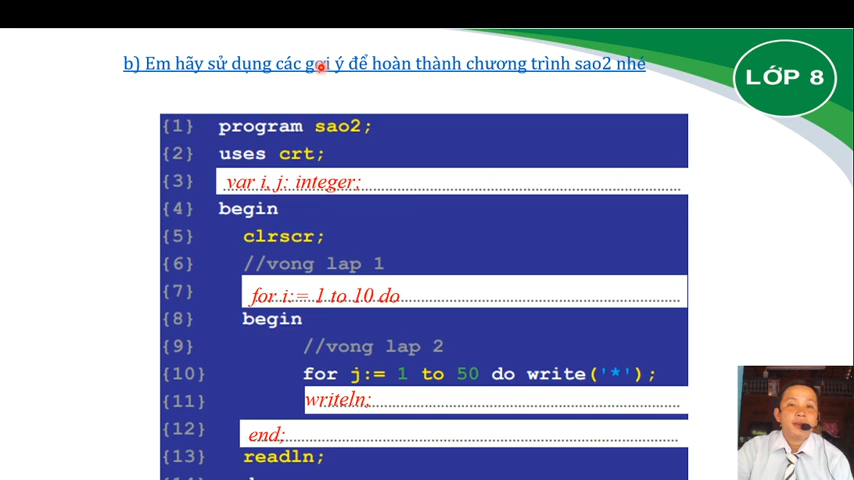 b) Em hãy sử dụng các gợi ý để hoàn thành chương trình sao2 nhé
LỚP 8
{1} program sao2;
{2} uses crt;
{3} var i, j: integer;
{4} begin
{5} clrscr;
{6} //vong lap 1
{7} for i:= 1 to 10 do
{8} begin
{9} //vong lap 2
{10} for j:= 1 to 50 do write('*');
{11} writeln;
{12} end;
{13} readln;